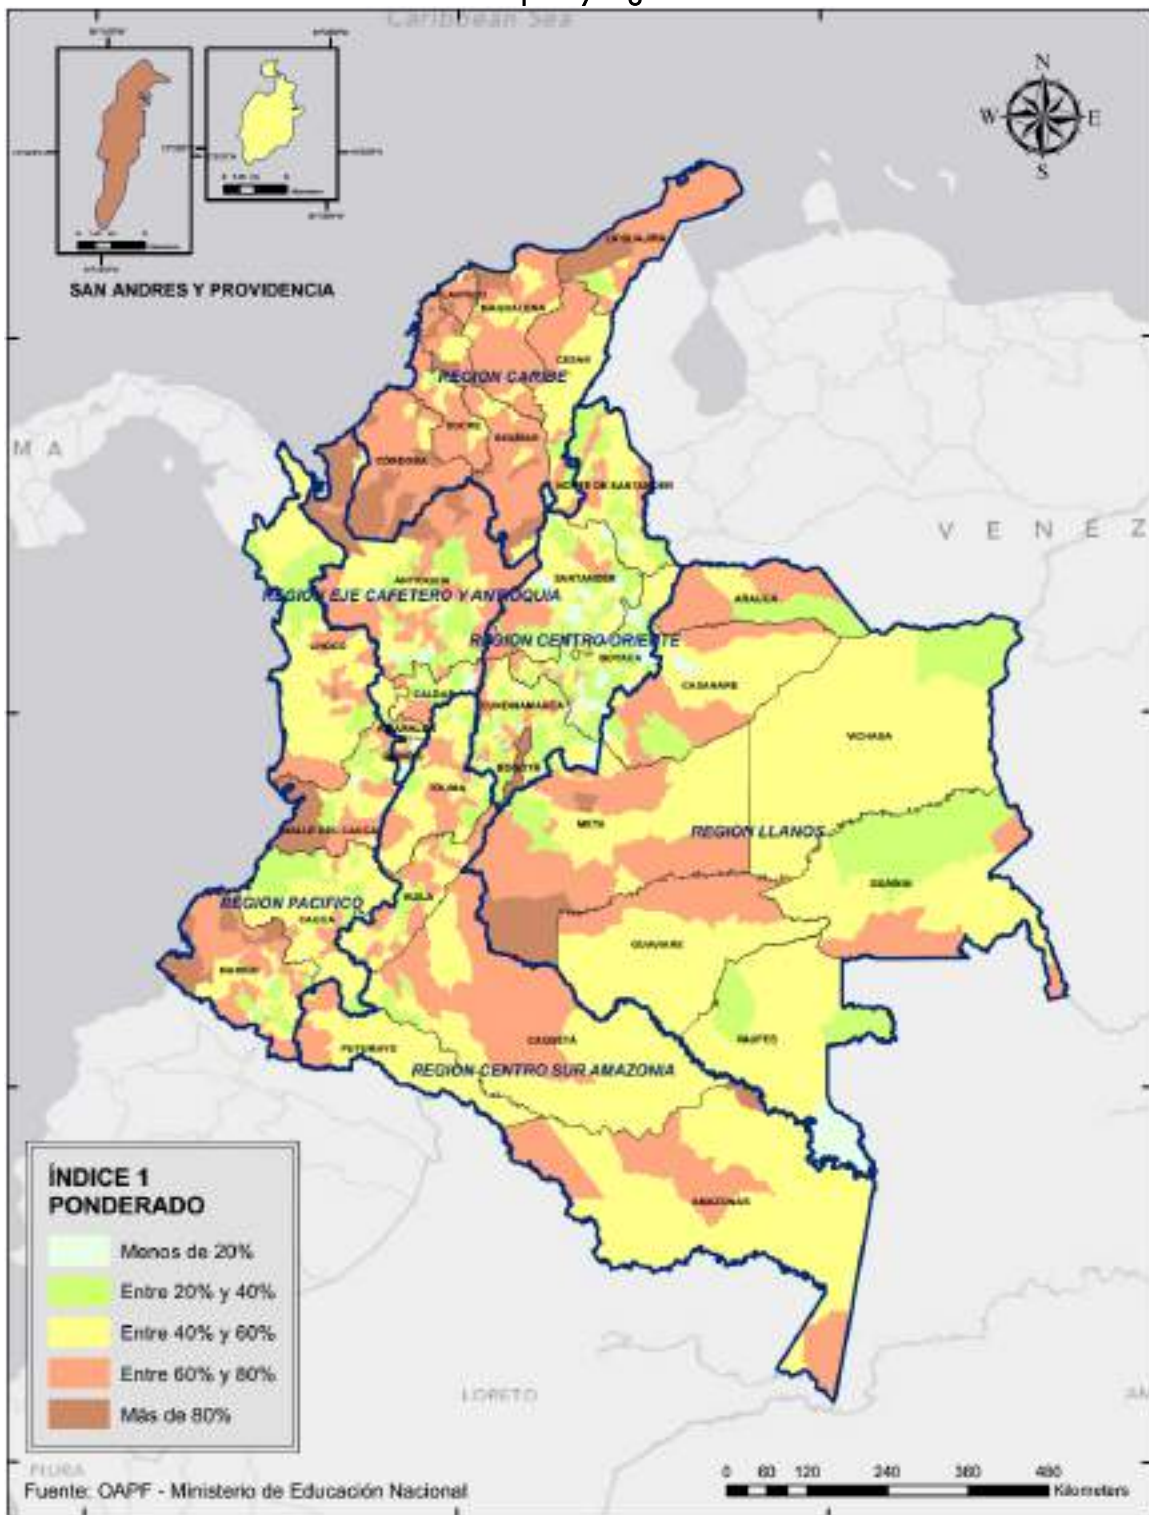 Caribbean Sea
N
W
E
S
SAN ANDRES Y PROVIDENCIA
LA GUAJIRA
MAGDALENA
CESAR
REGION CARIBE
SUCRE
CORDOBA
NORTE DE SANTANDER
M A
V E N E Z
ANTIOQUIA
SANTANDER
REGION EJE CAFETERO Y ANTIOQUIA
ARAUCA
REGION CENTRO ORIENTE
CHOCO
BOYACA
CASANARE
CALDAS
CUNDINAMARCA
VICHADA
BOGOTA
TOLIMA
META
VALLE DEL CAUCA
REGION LLANOS
HUILA
REGION PACIFICO
CAUCA
GUAVIARE
NARIÑO
CAQUETÁ
VAUPES
PUTUMAYO
REGION CENTRO SUR AMAZONIA
AMAZONAS
ÍNDICE 1
PONDERADO
Menos de 20%
Entre 20% y 40%
Entre 40% y 60%
Entre 60% y 80%
Más de 80%
LORETO
AM
PIURA
Fuente: OAPF - Ministerio de Educación Nacional
0 60 120 240 360 480
Kilometers